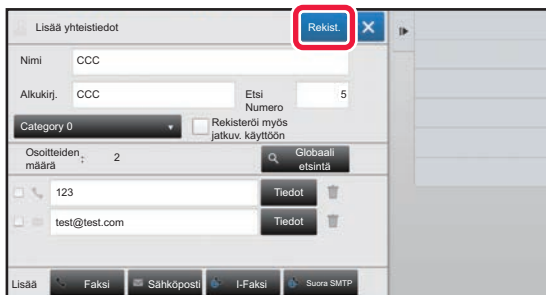 Lisää yhteistiedot
Rekist.
Nimi
CCC
Alkukirj.
CCC
Etsi
Numero
5
Category 0
Rekisteröi myös
jatkuv. käyttöön
Osoitteiden
määrä
:
2
Globaali
etsintä
123
Tiedot
test@test.com
Tiedot
Lisää
Faksi
Sähköposti
I-Faksi
Suora SMTP